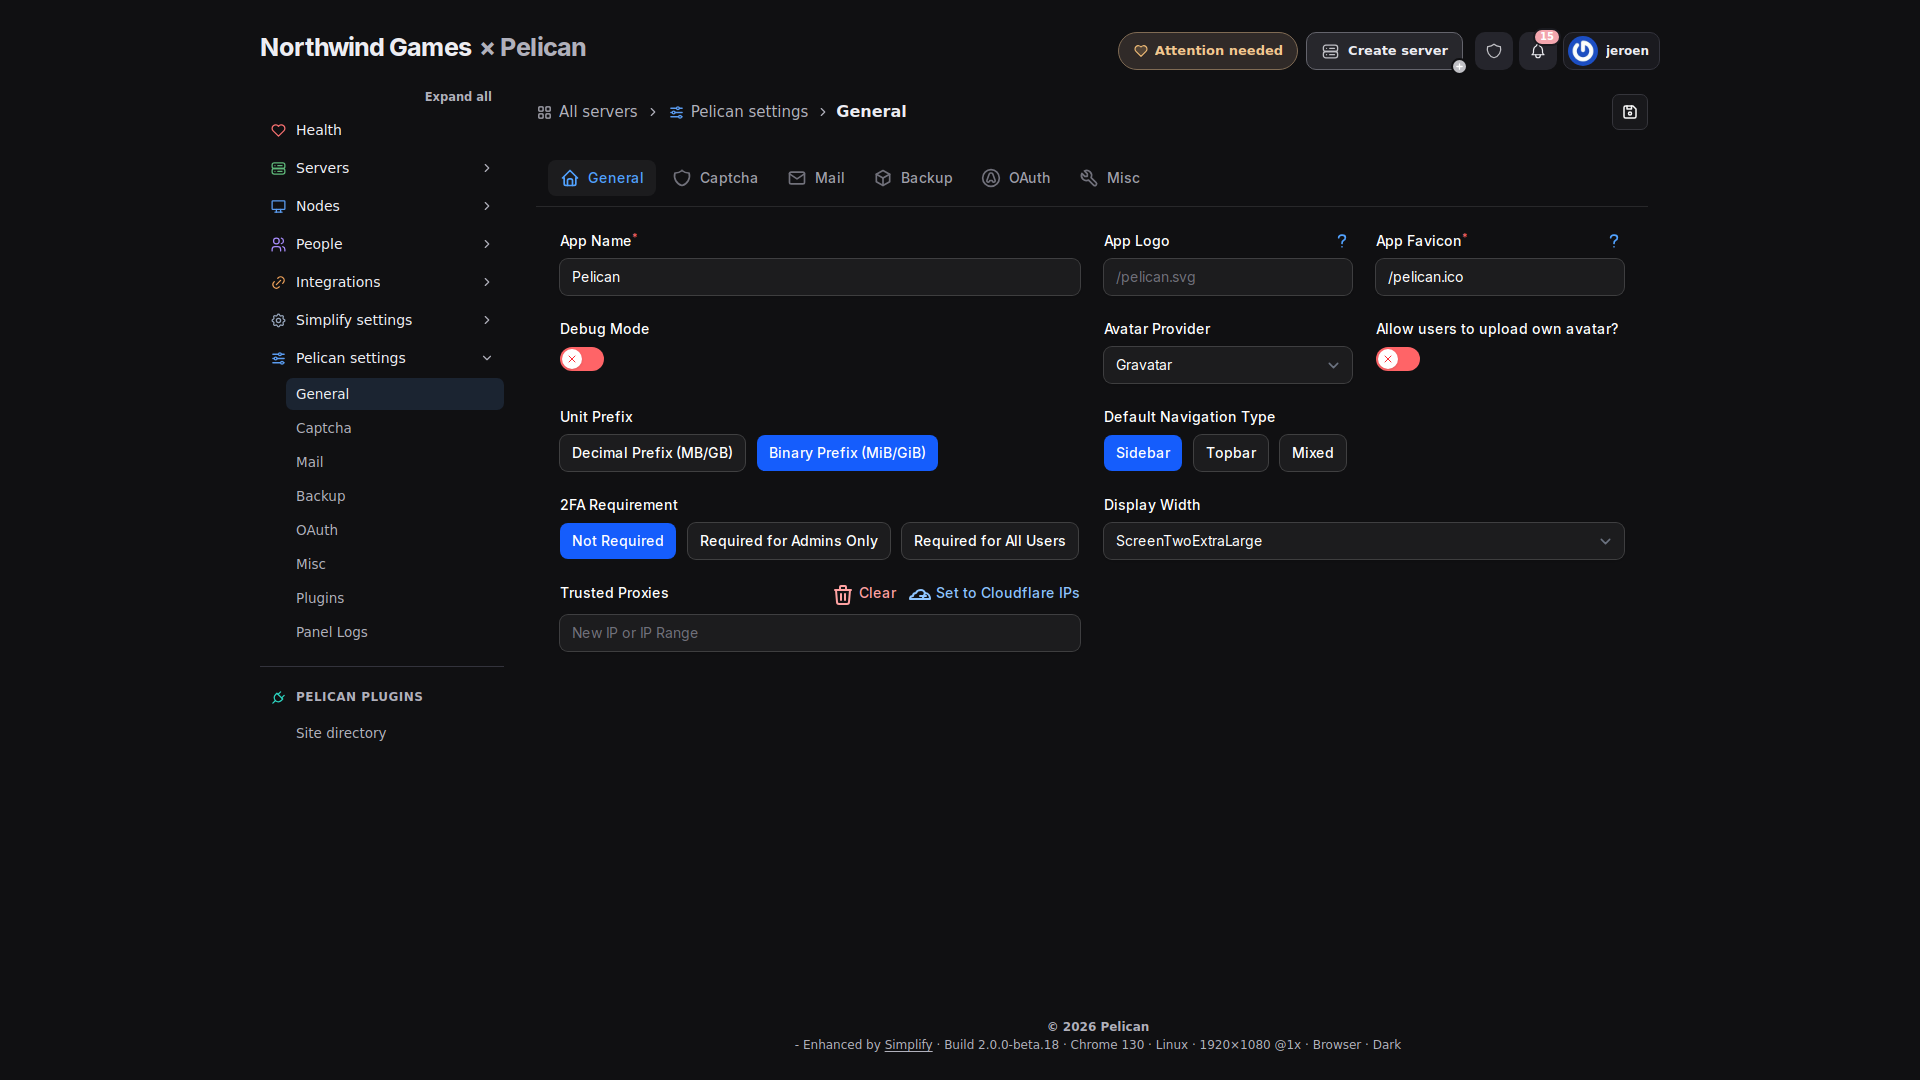 Northwind Games × Pelican
Attention needed
Create server
15
jeroen
Expand all
Health
Servers
Nodes
People
Integrations
Simplify settings
Pelican settings
General
Captcha
Mail
Backup
OAuth
Misc
Plugins
Panel Logs
PELICAN PLUGINS
Site directory
All servers > Pelican settings > General
General Captcha Mail Backup OAuth Misc
App Name*
Pelican
App Logo ?
/pelican.svg
App Favicon* ?
/pelican.ico
Debug Mode
Avatar Provider
Gravatar
Allow users to upload own avatar?
Unit Prefix
Decimal Prefix (MB/GB) Binary Prefix (MiB/GiB)
Default Navigation Type
Sidebar Topbar Mixed
2FA Requirement
Not Required Required for Admins Only Required for All Users
Display Width
ScreenTwoExtraLarge
Trusted Proxies Clear Set to Cloudflare IPs
New IP or IP Range
© 2026 Pelican
- Enhanced by Simplify · Build 2.0.0-beta.18 · Chrome 130 · Linux · 1920×1080 @1x · Browser · Dark